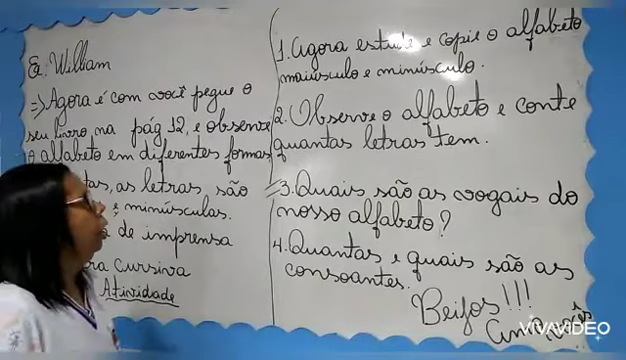 Ex: William
=> Agora é com você pegue o
seu livro, na pág 12, e observe
o alfabeto em diferentes formas
as letras são
e minúsculas.
de imprensa
cursiva
Atividade
1. Agora estude e copie o alfabeto
maiúsculo e minúsculo.
2. Observe o alfabeto e conte
quantas letras tem.
3. Quais são as vogais do
nosso alfabeto?
4. Quantas e quais são as
consoantes.
Beijos!!!
VIVAVIDEO